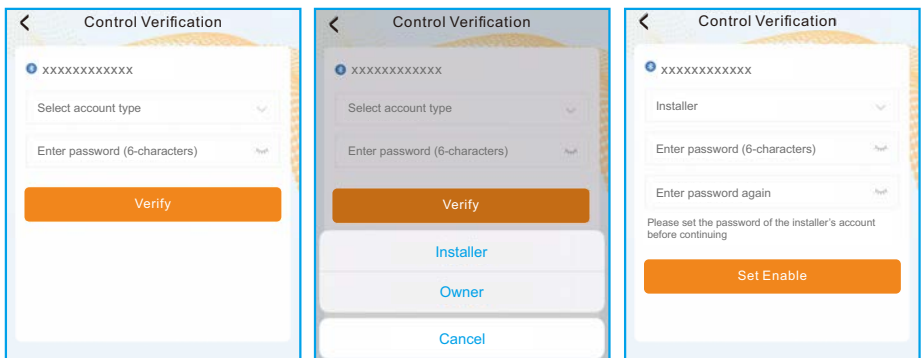 Control Verification
xxxxxxxxxxxx
Select account type
Enter password (6-characters)
Verify
Control Verification
xxxxxxxxxxxx
Select account type
Enter password (6-characters)
Verify
Installer
Owner
Cancel
Control Verification
xxxxxxxxxxxx
Installer
Enter password (6-characters)
Enter password again
Please set the password of the installer's account
before continuing
Set Enable